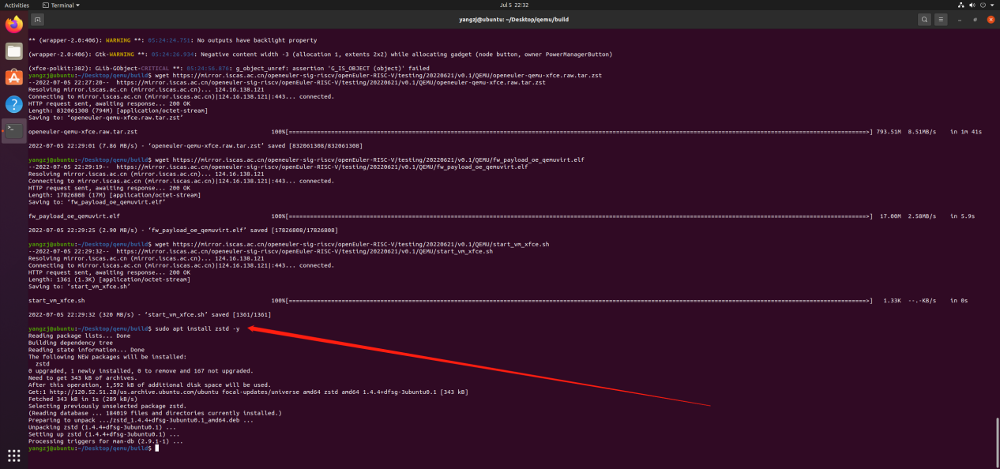 Activities
Terminal
Jul 5 22:32
yangzj@ubuntu: ~/Desktop/qemu/build
** (wrapper-2.0:406): WARNING **: 05:24:24.751: No outputs have backlight property
(wrapper-2.0:406): Gtk-WARNING **: 05:24:26.934: Negative content width -3 (allocation 1, extents 2x2) while allocating gadget (node button, owner PowerManagerButton)
(xfce-polkit:382): GLib-GObject-CRITICAL **: 05:24:56.876: g_object_unref: assertion 'G_IS_OBJECT (object)' failed
yangzj@ubuntu:~/Desktop/qemu/build$ wget https://mirror.iscas.ac.cn/openeuler-sig-riscv/openEuler-RISC-V/testing/20220621/v0.1/QEMU/openeuler-qemu-xfce.raw.tar.zst
--2022-07-05 22:27:20-- https://mirror.iscas.ac.cn/openeuler-sig-riscv/openEuler-RISC-V/testing/20220621/v0.1/QEMU/openeuler-qemu-xfce.raw.tar.zst
Resolving mirror.iscas.ac.cn (mirror.iscas.ac.cn)... 124.16.138.121
Connecting to mirror.iscas.ac.cn (mirror.iscas.ac.cn)|124.16.138.121|:443... connected.
HTTP request sent, awaiting response... 200 OK
Length: 832061308 (794M) [application/octet-stream]
Saving to: ‘openeuler-qemu-xfce.raw.tar.zst’
openeuler-qemu-xfce.raw.tar.zst 100%[===================================================>] 793.51M 8.51MB/s in 1m 41s
2022-07-05 22:29:01 (7.86 MB/s) - ‘openeuler-qemu-xfce.raw.tar.zst’ saved [832061308/832061308]
yangzj@ubuntu:~/Desktop/qemu/build$ wget https://mirror.iscas.ac.cn/openeuler-sig-riscv/openEuler-RISC-V/testing/20220621/v0.1/QEMU/fw_payload_oe_qemuvirt.elf
--2022-07-05 22:29:19-- https://mirror.iscas.ac.cn/openeuler-sig-riscv/openEuler-RISC-V/testing/20220621/v0.1/QEMU/fw_payload_oe_qemuvirt.elf
Resolving mirror.iscas.ac.cn (mirror.iscas.ac.cn)... 124.16.138.121
Connecting to mirror.iscas.ac.cn (mirror.iscas.ac.cn)|124.16.138.121|:443... connected.
HTTP request sent, awaiting response... 200 OK
Length: 17826808 (17M) [application/octet-stream]
Saving to: ‘fw_payload_oe_qemuvirt.elf’
fw_payload_oe_qemuvirt.elf 100%[===================================================>] 17.00M 2.58MB/s in 5.9s
2022-07-05 22:29:25 (2.90 MB/s) - ‘fw_payload_oe_qemuvirt.elf’ saved [17826808/17826808]
yangzj@ubuntu:~/Desktop/qemu/build$ wget https://mirror.iscas.ac.cn/openeuler-sig-riscv/openEuler-RISC-V/testing/20220621/v0.1/QEMU/start_vm_xfce.sh
--2022-07-05 22:29:32-- https://mirror.iscas.ac.cn/openeuler-sig-riscv/openEuler-RISC-V/testing/20220621/v0.1/QEMU/start_vm_xfce.sh
Resolving mirror.iscas.ac.cn (mirror.iscas.ac.cn)... 124.16.138.121
Connecting to mirror.iscas.ac.cn (mirror.iscas.ac.cn)|124.16.138.121|:443... connected.
HTTP request sent, awaiting response... 200 OK
Length: 1361 (1.3K) [application/octet-stream]
Saving to: ‘start_vm_xfce.sh’
start_vm_xfce.sh 100%[===================================================>] 1.33K --.-KB/s in 0s
2022-07-05 22:29:32 (320 MB/s) - ‘start_vm_xfce.sh’ saved [1361/1361]
yangzj@ubuntu:~/Desktop/qemu/build$ sudo apt install zstd -y
Reading package lists... Done
Building dependency tree
Reading state information... Done
The following NEW packages will be installed:
zstd
0 upgraded, 1 newly installed, 0 to remove and 167 not upgraded.
Need to get 343 kB of archives.
After this operation, 1,592 kB of additional disk space will be used.
Get:1 http://120.52.51.28/us.archive.ubuntu.com/ubuntu focal-updates/universe amd64 zstd amd64 1.4.4+dfsg-3ubuntu0.1 [343 kB]
Fetched 343 kB in 1s (289 kB/s)
Selecting previously unselected package zstd.
(Reading database ... 184019 files and directories currently installed.)
Preparing to unpack .../zstd_1.4.4+dfsg-3ubuntu0.1_amd64.deb ...
Unpacking zstd (1.4.4+dfsg-3ubuntu0.1) ...
Setting up zstd (1.4.4+dfsg-3ubuntu0.1) ...
Processing triggers for man-db (2.9.1-1) ...
yangzj@ubuntu:~/Desktop/qemu/build$